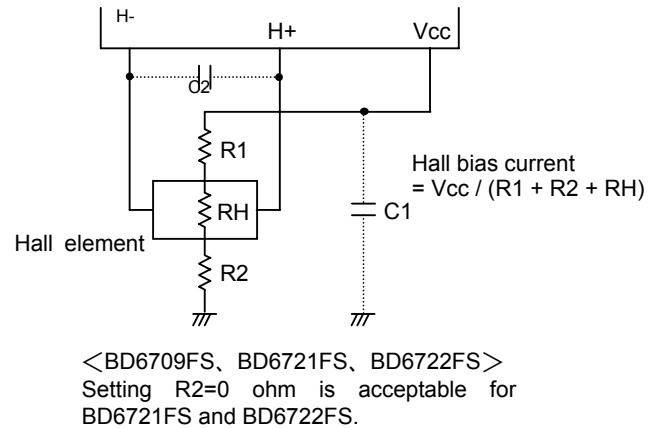 H-
H+
Vcc
C2
R1
Hall bias current
= Vcc / (R1 + R2 + RH)
RH
C1
Hall element
R2
<BD6709FS、BD6721FS、BD6722FS>
Setting R2=0 ohm is acceptable for
BD6721FS and BD6722FS.